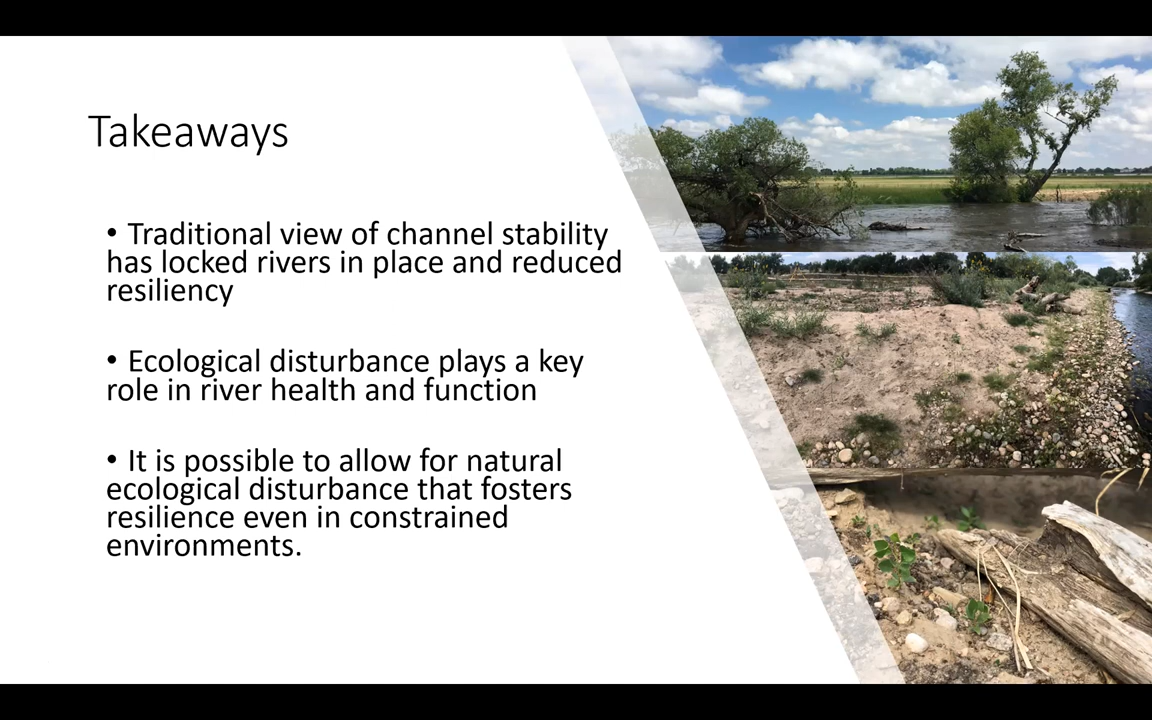 Takeaways
• Traditional view of channel stability
has locked rivers in place and reduced
resiliency
• Ecological disturbance plays a key
role in river health and function
• It is possible to allow for natural
ecological disturbance that fosters
resilience even in constrained
environments.